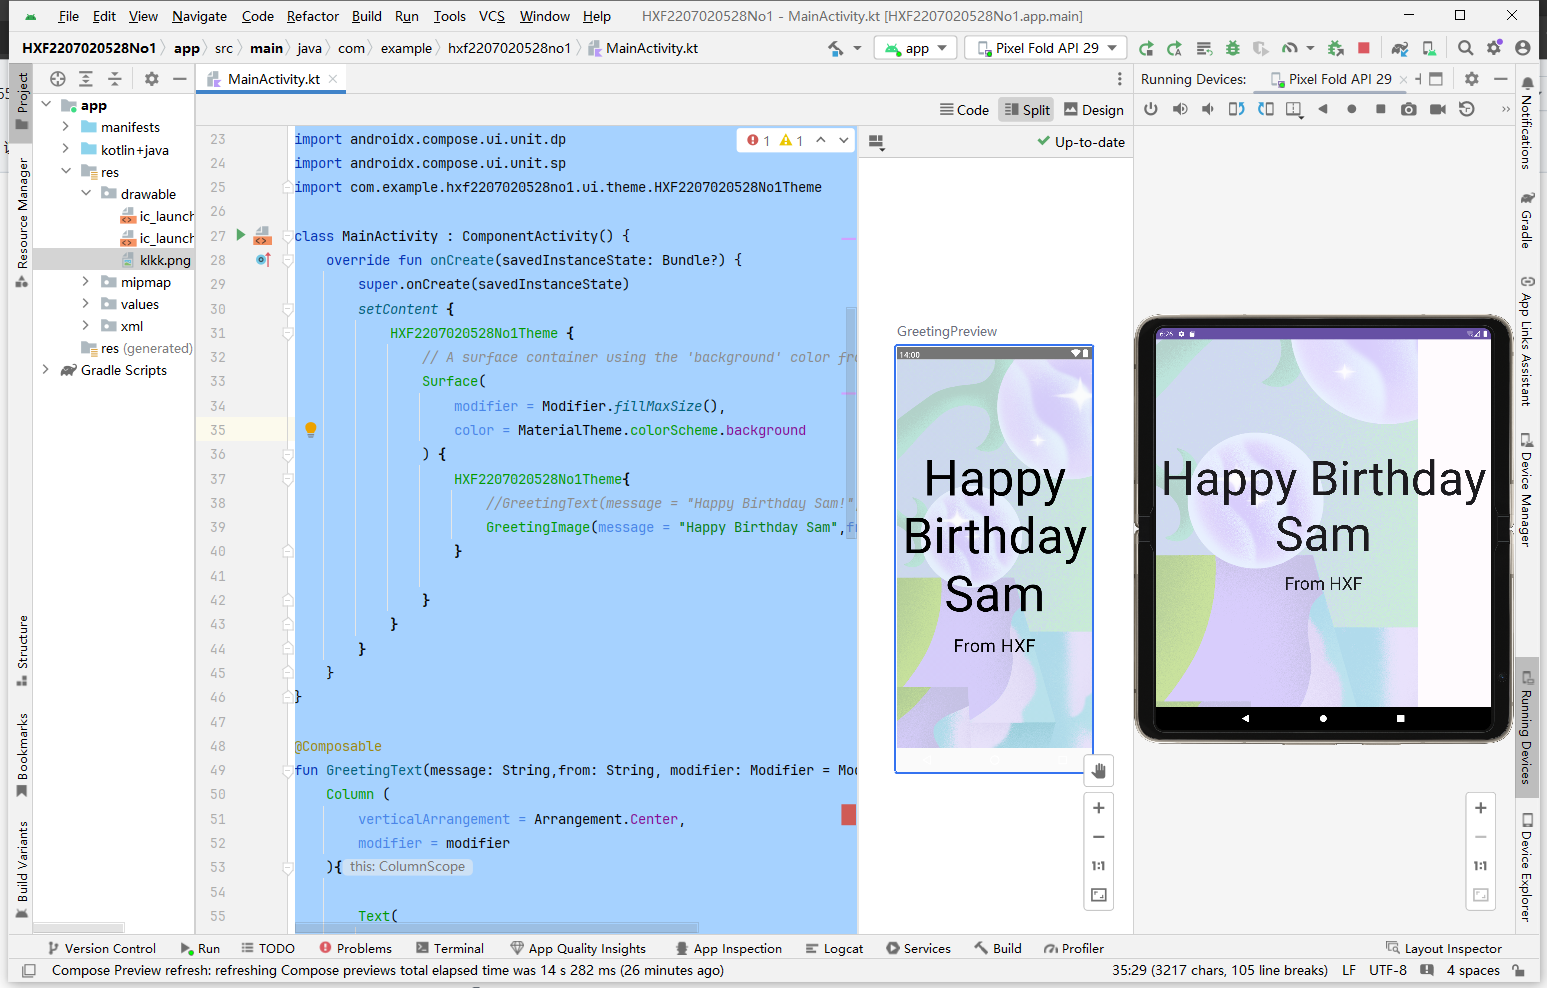 File Edit View Navigate Code Refactor Build Run Tools VCS Window Help HXF2207020528No1 - MainActivity.kt [HXF2207020528No1.app.main]
HXF2207020528No1 app src main java com example hxf2207020528no1 MainActivity.kt app Pixel Fold API 29
Project
Resource Manager
Structure
Bookmarks
Build Variants
app
manifests
kotlin+java
res
drawable
ic_launch
ic_launch
klkk.png
mipmap
values
xml
res (generated)
Gradle Scripts
MainActivity.kt
Code Split Design
1 1
23 import androidx.compose.ui.unit.dp
24 import androidx.compose.ui.unit.sp
25 import com.example.hxf2207020528no1.ui.theme.HXF2207020528No1Theme
26
27 class MainActivity : ComponentActivity() {
28 override fun onCreate(savedInstanceState: Bundle?) {
29 super.onCreate(savedInstanceState)
30 setContent {
31 HXF2207020528No1Theme {
32 // A surface container using the 'background' color fro
33 Surface(
34 modifier = Modifier.fillMaxSize(),
35 color = MaterialTheme.colorScheme.background
36 ) {
37 HXF2207020528No1Theme{
38 //GreetingText(message = "Happy Birthday Sam!",
39 GreetingImage(message = "Happy Birthday Sam",fr
40 }
41
42 }
43 }
44 }
45 }
46 }
47
48 @Composable
49 fun GreetingText(message: String,from: String, modifier: Modifier = Mod
50 Column (
51 verticalArrangement = Arrangement.Center,
52 modifier = modifier
53 ){ this: ColumnScope
54
55 Text(
Up-to-date
GreetingPreview
14:00
Happy
Birthday
Sam
From HXF
1:1
Running Devices: Pixel Fold API 29
6:26
Happy Birthday
Sam
From HXF
1:1
Notifications
Gradle
App Links Assistant
Device Manager
Running Devices
Device Explorer
Version Control Run TODO Problems Terminal App Quality Insights App Inspection Logcat Services Build Profiler Layout Inspector
Compose Preview refresh: refreshing Compose previews total elapsed time was 14 s 282 ms (26 minutes ago) 35:29 (3217 chars, 105 line breaks) LF UTF-8 4 spaces